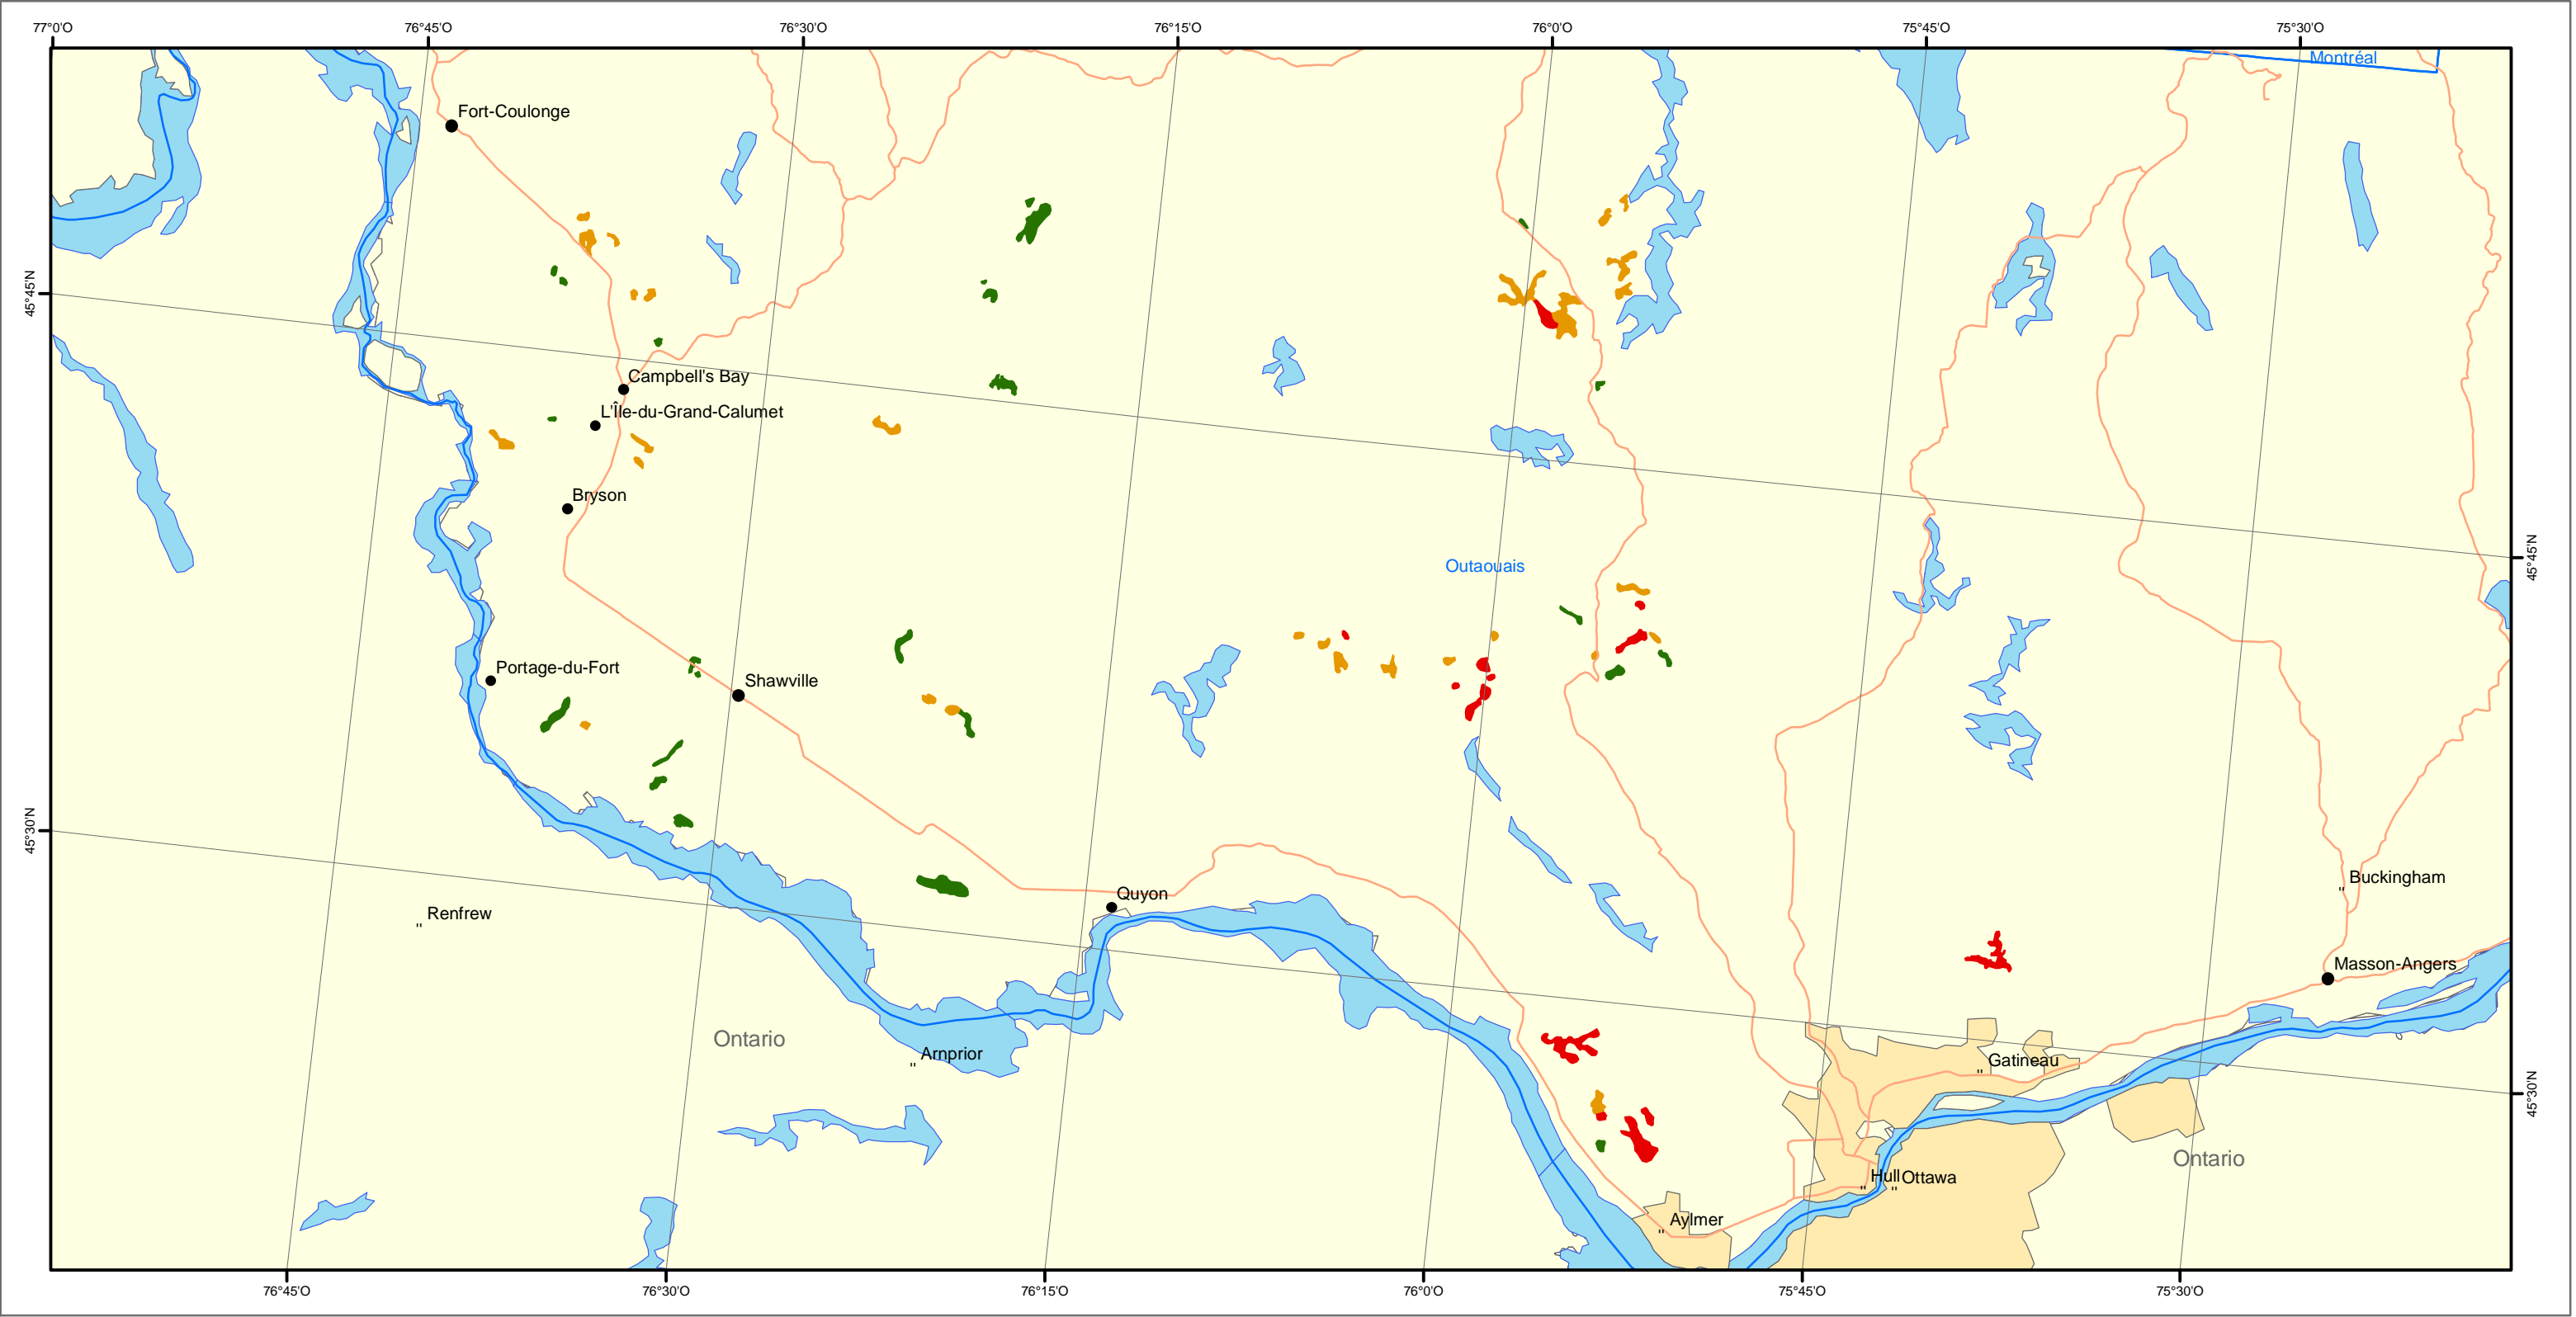 77°0'O 76°45'O 76°30'O 76°15'O 76°0'O 75°45'O 75°30'O
Montréal
Fort-Coulonge
45°45'N
Campbell's Bay
L'Île-du-Grand-Calumet
Bryson
45°45'N
Outaouais
Portage-du-Fort
Shawville
45°30'N
Buckingham
Quyon
Renfrew
Masson-Angers
Ontario
Arnprior
Gatineau
45°30'N
Ontario
Hull Ottawa
Aylmer
76°45'O 76°30'O 76°15'O 76°0'O 75°45'O 75°30'O